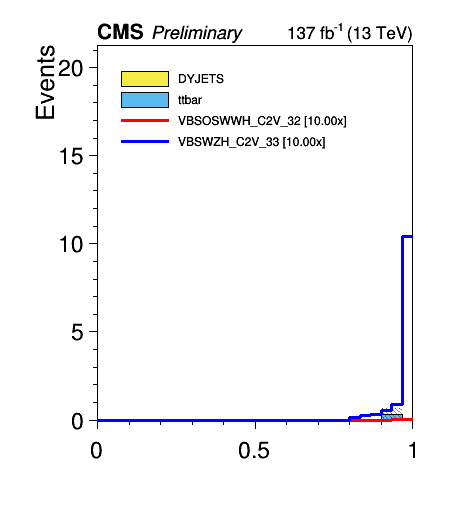 CMS Preliminary 137 fb⁻¹ (13 TeV)
Events
20
15
10
5
0
DYJETS
ttbar
VBSOSWWH_C2V_32 [10.00x]
VBSWZH_C2V_33 [10.00x]
0 0.5 1